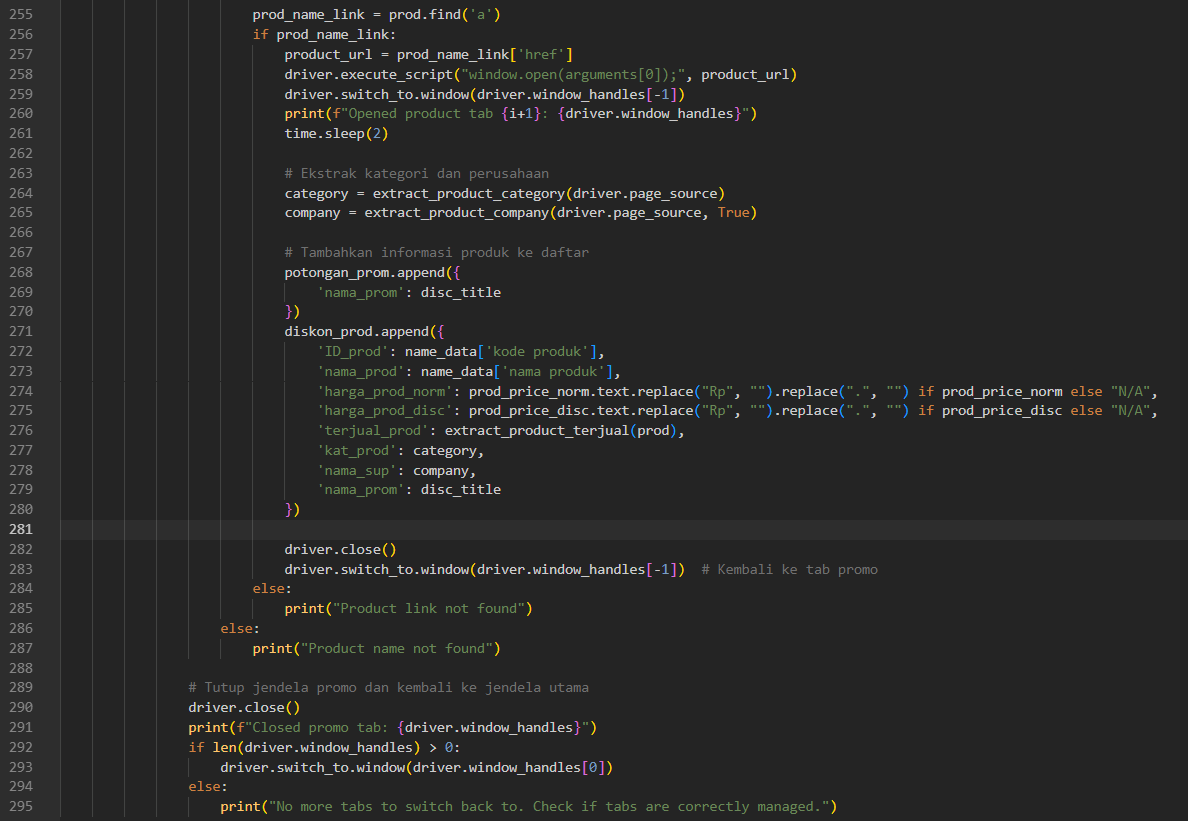 255 prod_name_link = prod.find('a')
256 if prod_name_link:
257 product_url = prod_name_link['href']
258 driver.execute_script("window.open(arguments[0]);", product_url)
259 driver.switch_to.window(driver.window_handles[-1])
260 print(f"Opened product tab {i+1}: {driver.window_handles}")
261 time.sleep(2)
262
263 # Ekstrak kategori dan perusahaan
264 category = extract_product_category(driver.page_source)
265 company = extract_product_company(driver.page_source, True)
266
267 # Tambahkan informasi produk ke daftar
268 potongan_prom.append({
269 'nama_prom': disc_title
270 })
271 diskon_prod.append({
272 'ID_prod': name_data['kode produk'],
273 'nama_prod': name_data['nama produk'],
274 'harga_prod_norm': prod_price_norm.text.replace("Rp", "").replace(".", "") if prod_price_norm else "N/A",
275 'harga_prod_disc': prod_price_disc.text.replace("Rp", "").replace(".", "") if prod_price_disc else "N/A",
276 'terjual_prod': extract_product_terjual(prod),
277 'kat_prod': category,
278 'nama_sup': company,
279 'nama_prom': disc_title
280 })
281
282 driver.close()
283 driver.switch_to.window(driver.window_handles[-1])  # Kembali ke tab promo
284 else:
285 print("Product link not found")
286 else:
287 print("Product name not found")
288
289 # Tutup jendela promo dan kembali ke jendela utama
290 driver.close()
291 print(f"Closed promo tab: {driver.window_handles}")
292 if len(driver.window_handles) > 0:
293 driver.switch_to.window(driver.window_handles[0])
294 else:
295 print("No more tabs to switch back to. Check if tabs are correctly managed.")